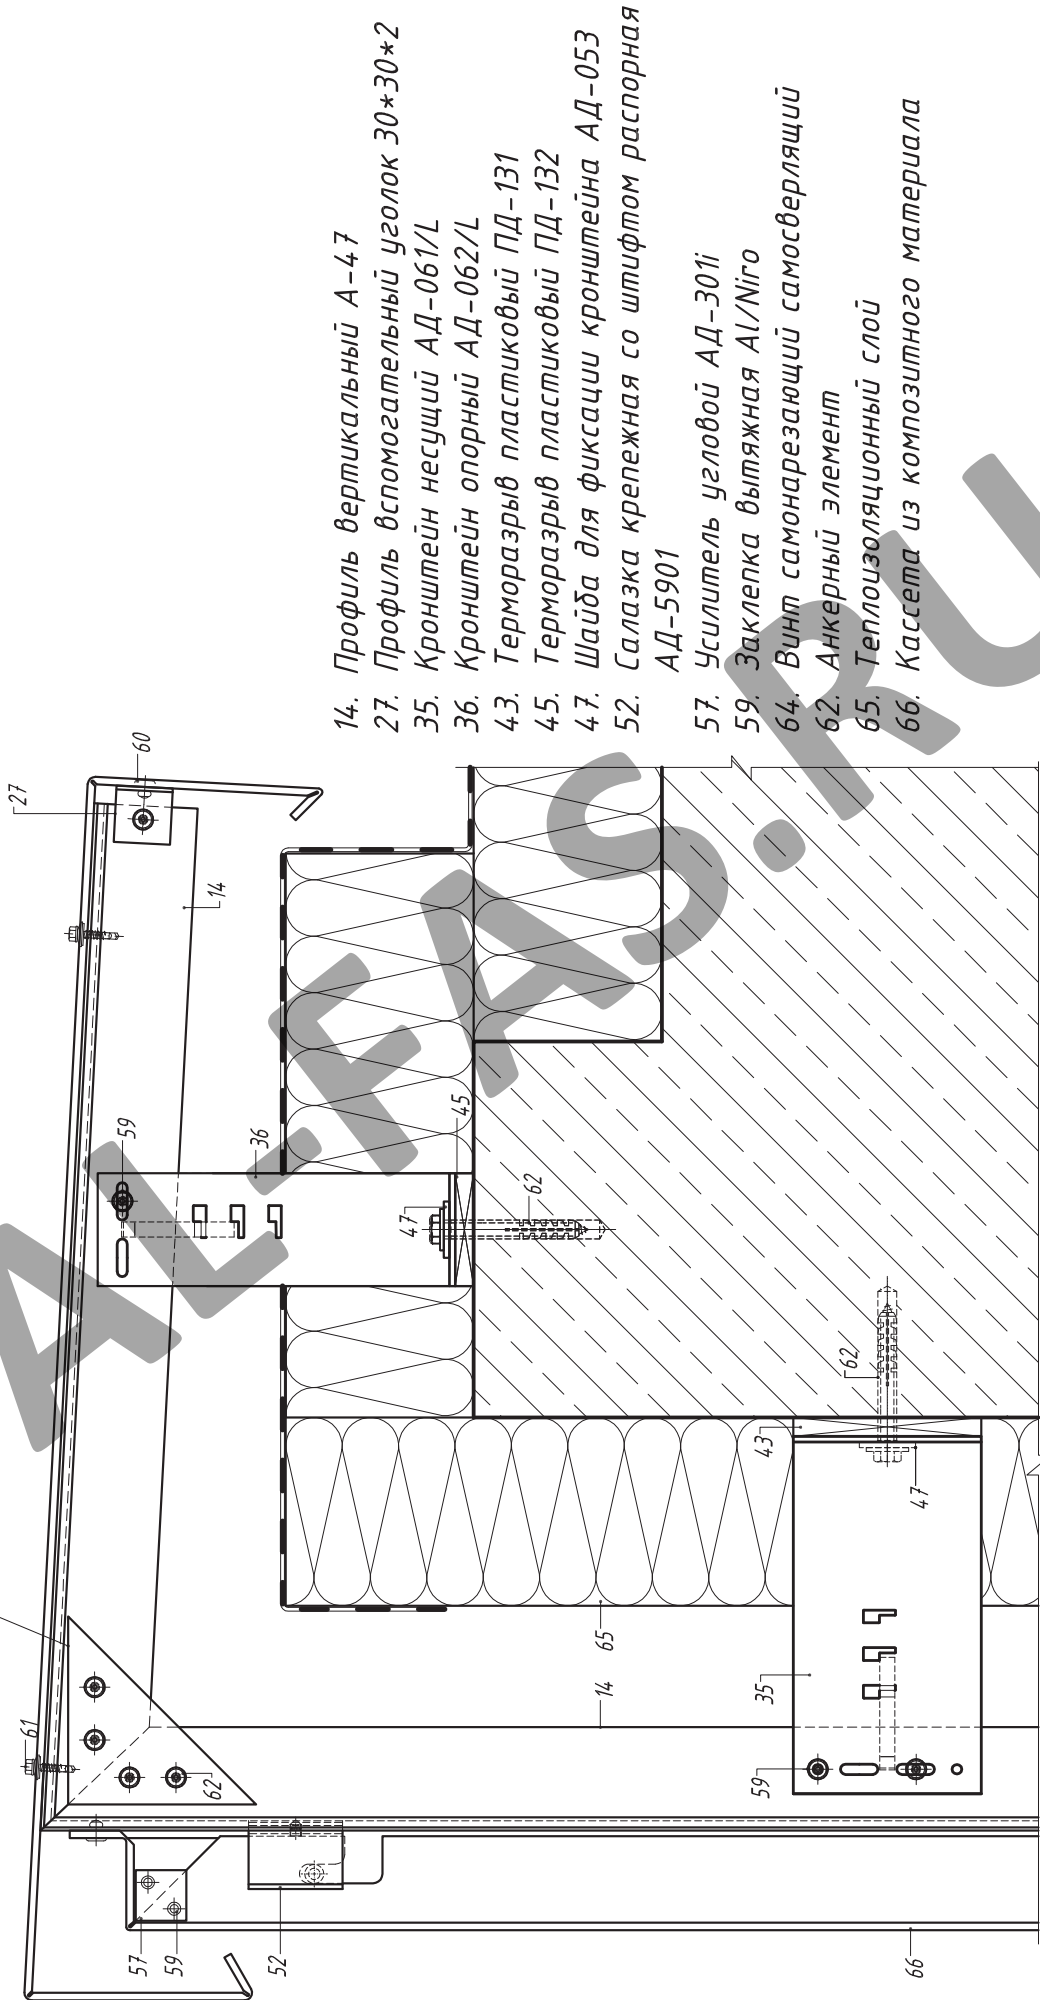 14. Профиль вертикальный А-47
27. Профиль вспомогательный уголок 30*30*2
35. Кронштейн несущий АД-061/L
36. Кронштейн опорный АД-062/L
43. Терморазрыв пластиковый ПД-131
45. Терморазрыв пластиковый ПД-132
47. Шайба для фиксации кронштейна АД-053
52. Салазка крепежная со штифтом распорная
АД-5901
57. Усилитель угловой АД-301i
59. Заклепка вытяжная Al/Niro
64. Винт самонарезающий самосверлящий
62. Анкерный элемент
65. Теплоизоляционный слой
66. Кассета из композитного материала
27
60
14
59
36
45
47
62
62
43
47
61
62
65
14
35
59
57
59
52
66
AL-FAS.RU